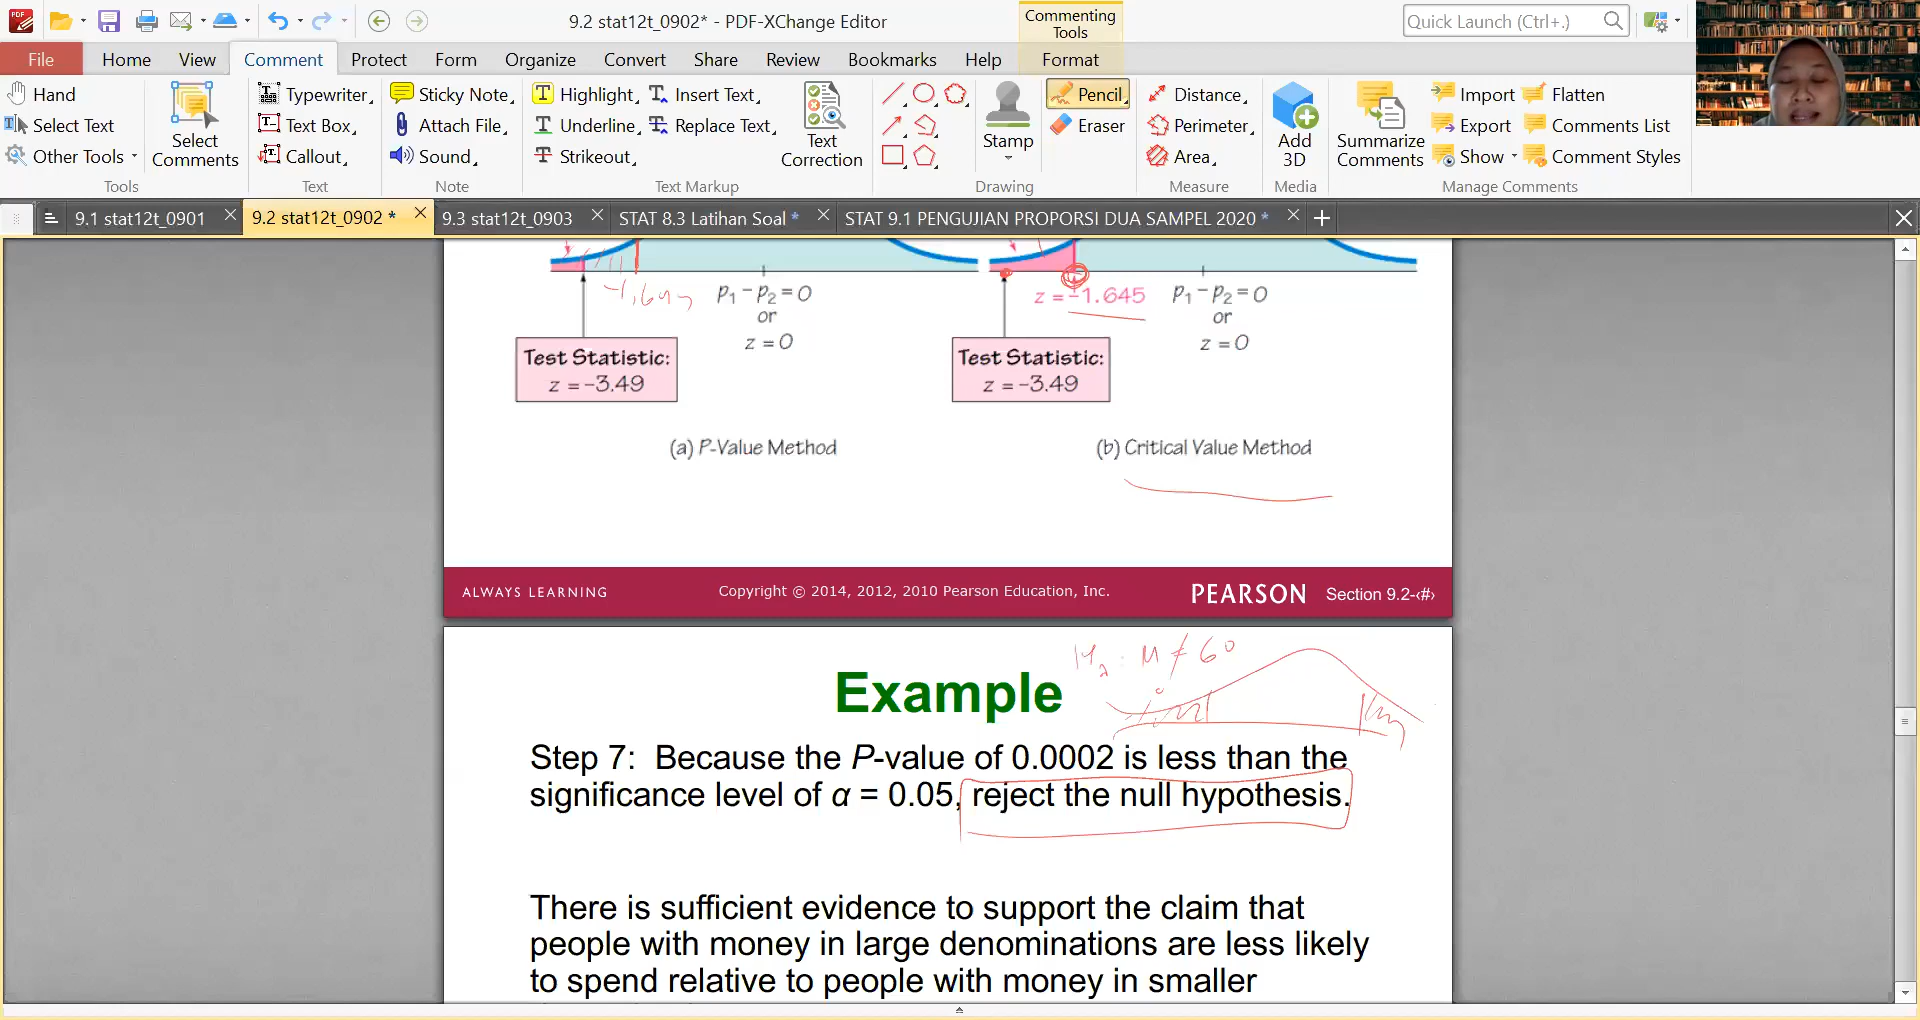 9.2 stat12t_0902* - PDF-XChange Editor
Commenting Tools
Quick Launch (Ctrl+.)
File Home View Comment Protect Form Organize Convert Share Review Bookmarks Help Format
Hand
Select Text
Other Tools
Select Comments
Typewriter
Text Box
Callout
Sticky Note
Attach File
Sound
Highlight
Underline
Strikeout
Insert Text
Replace Text
Text Correction
Stamp
Pencil
Eraser
Distance
Perimeter
Area
Add 3D
Summarize Comments
Import
Export
Show
Flatten
Comments List
Comment Styles
Tools Text Note Text Markup Drawing Measure Media Manage Comments
9.1 stat12t_0901
9.2 stat12t_0902 *
9.3 stat12t_0903
STAT 8.3 Latihan Soal *
STAT 9.1 PENGUJIAN PROPORSI DUA SAMPEL 2020 *
-1,645
p₁ - p₂ = 0
or
z = 0
Test Statistic:
z = -3.49
(a) P-Value Method
z = -1.645
p₁ - p₂ = 0
or
z = 0
Test Statistic:
z = -3.49
(b) Critical Value Method
ALWAYS LEARNING
Copyright © 2014, 2012, 2010 Pearson Education, Inc.
PEARSON
Section 9.2-‹#›
Example
≠ 60
Step 7: Because the P-value of 0.0002 is less than the
significance level of α = 0.05, reject the null hypothesis.
There is sufficient evidence to support the claim that
people with money in large denominations are less likely
to spend relative to people with money in smaller